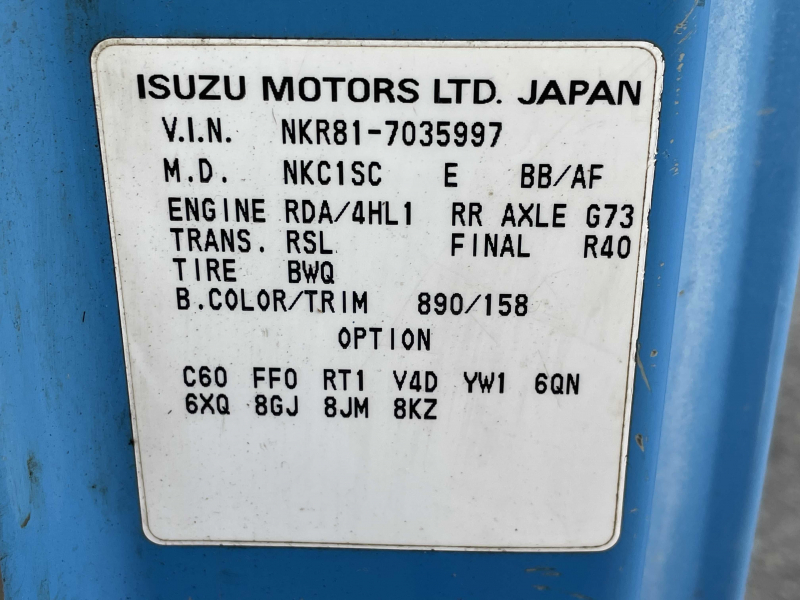 ISUZU MOTORS LTD. JAPAN
V.I.N. NKR81-7035997
M.D. NKC1SC E BB/AF
ENGINE RDA/4HL1 RR AXLE G73
TRANS. RSL FINAL R40
TIRE BWQ
B.COLOR/TRIM 890/158
OPTION
C60 FF0 RT1 V4D YW1 6QN
6XQ 8GJ 8JM 8KZ